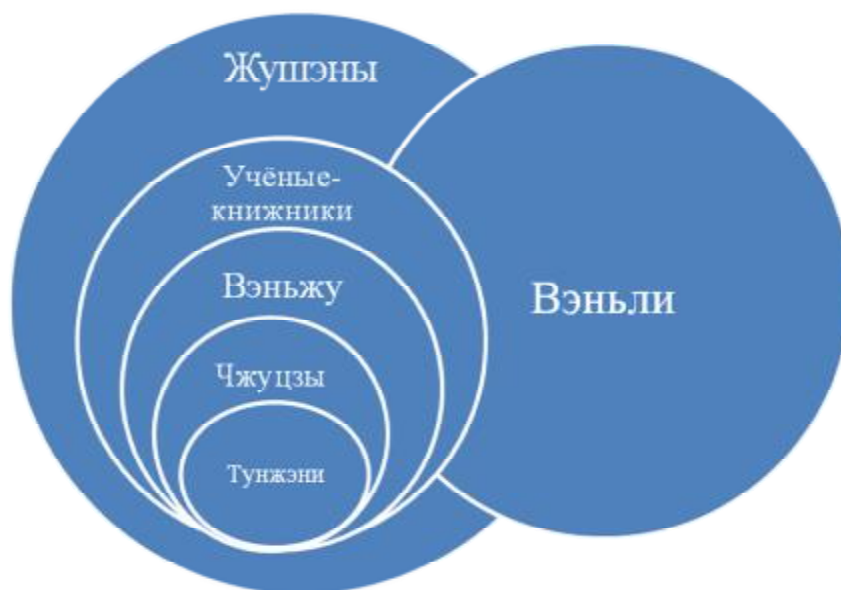 Жушэны
Учёные-
книжники
Вэньжу
Чжуцзы
Тунжэни
Вэньли